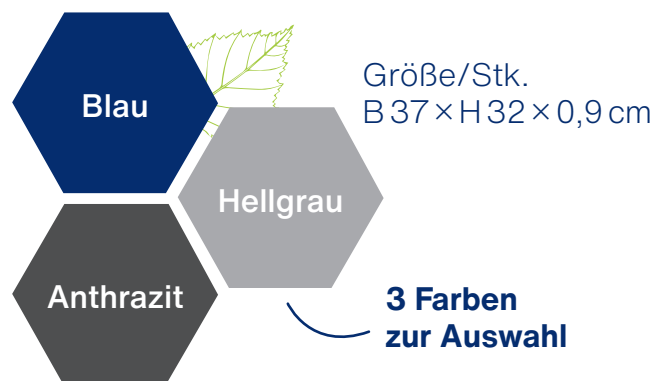 Blau
Größe/Stk.
B 37 × H 32 × 0,9 cm
Hellgrau
Anthrazit
3 Farben
zur Auswahl